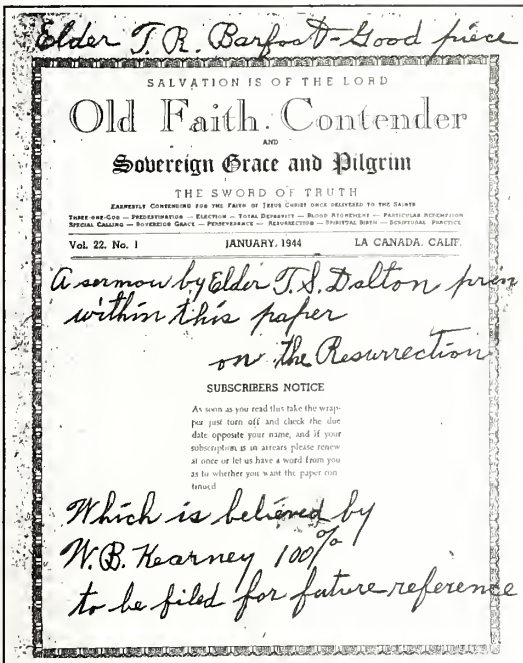 Elder T. R. Barfoot - Good piece
SALVATION IS OF THE LORD
Old Faith Contender
AND
Sovereign Grace and Pilgrim
THE SWORD OF TRUTH
EARNESTLY CONTENDING FOR THE FAITH OF JESUS CHRIST ONCE DELIVERED TO THE SAINTS
THREE-ONE-GOD — PREDESTINATION — ELECTION — TOTAL DEPRAVITY — BLOOD ATONEMENT — PARTICULAR REDEMPTION
SPECIAL CALLING — SOVEREIGN GRACE — PERSEVERANCE — RESURRECTION — SPIRITUAL BIRTH — SCRIPTURAL PRACTICE
Vol. 22. No. 1 JANUARY, 1944 LA CANADA, CALIF.
A sermon by Elder T. S. Dalton prin
within this paper
on the Resurrection
SUBSCRIBERS NOTICE
As soon as you read this take the wrap-
per just torn off and check the due
date opposite your name, and if your
subscription is in arrears please renew
at once or let us have a word from you
as to whether you want the paper con-
tinued
Which is believed by
W. B. Kearney 100%
to be filed for future reference